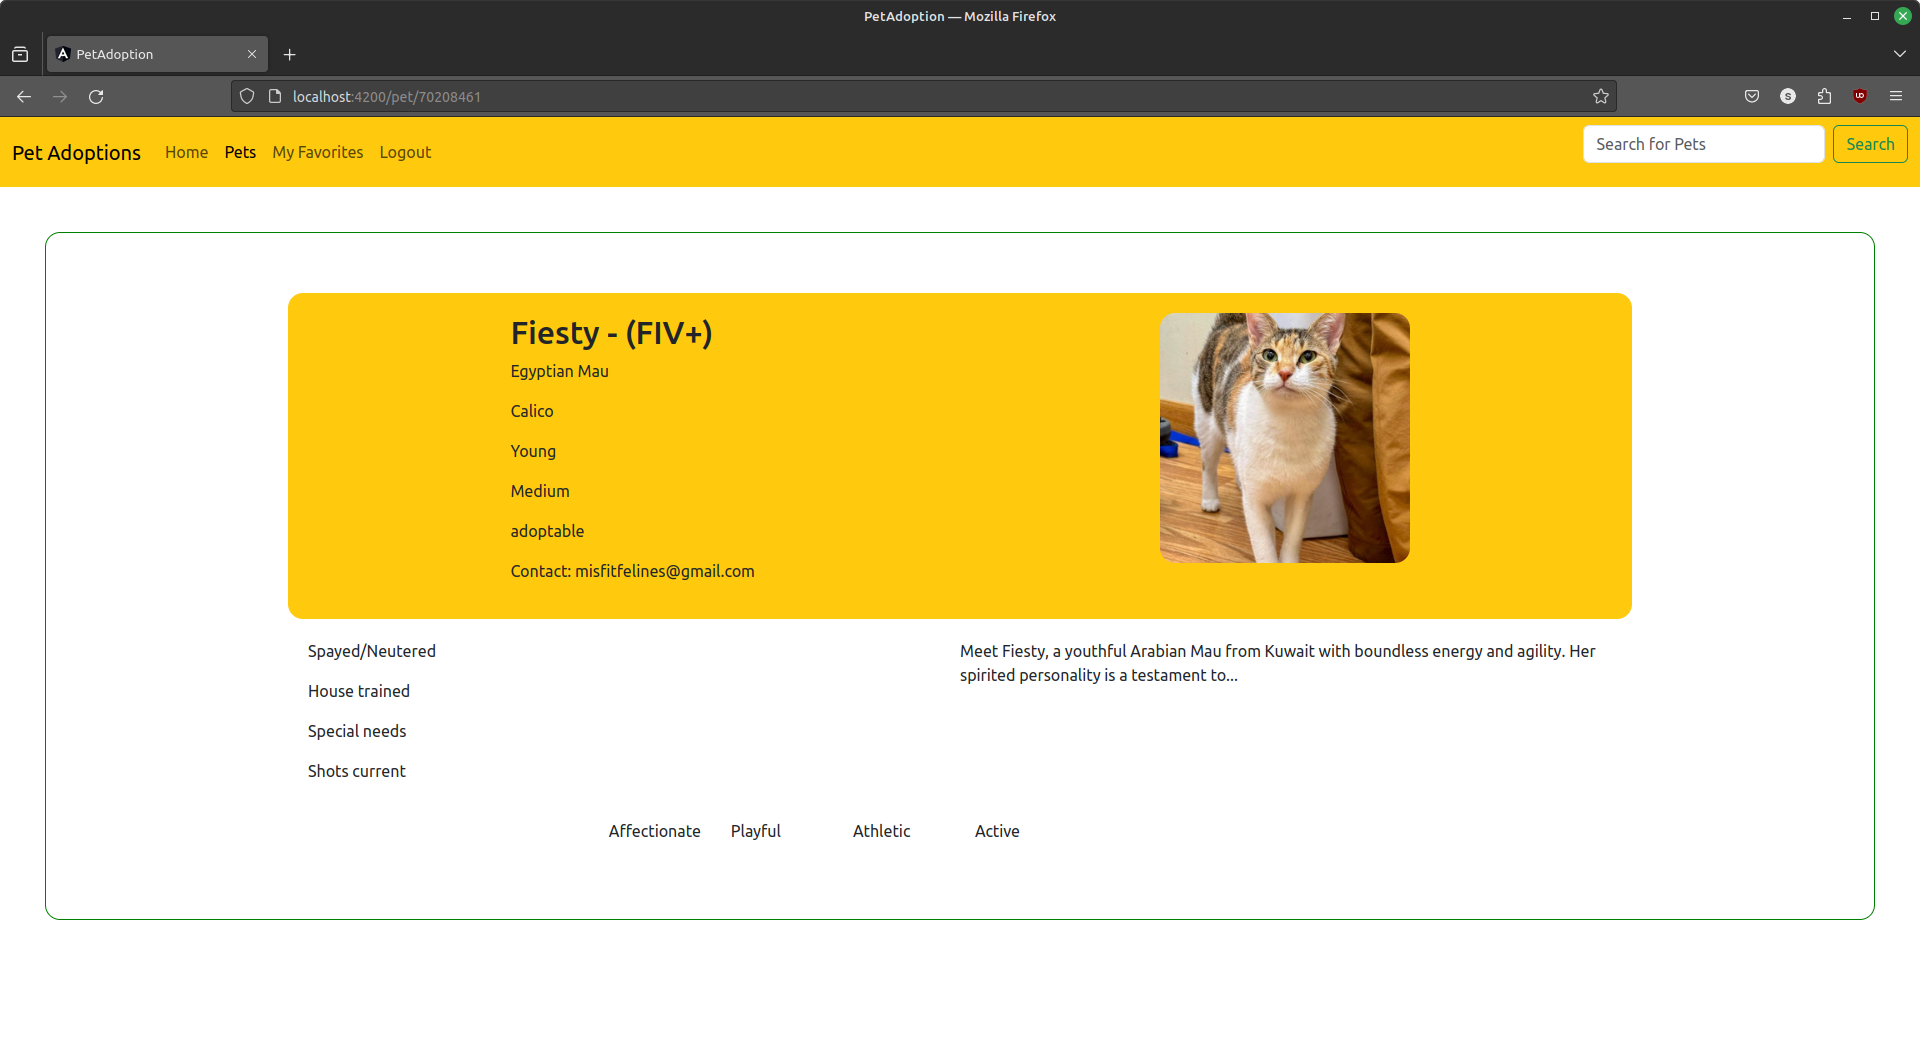 PetAdoption — Mozilla Firefox
PetAdoption
localhost:4200/pet/70208461
S
UD
Pet Adoptions Home Pets My Favorites Logout Search for Pets Search
Fiesty - (FIV+)
Egyptian Mau
Calico
Young
Medium
adoptable
Contact: misfitfelines@gmail.com
Spayed/Neutered
House trained
Special needs
Shots current
Meet Fiesty, a youthful Arabian Mau from Kuwait with boundless energy and agility. Her
spirited personality is a testament to...
Affectionate Playful Athletic Active